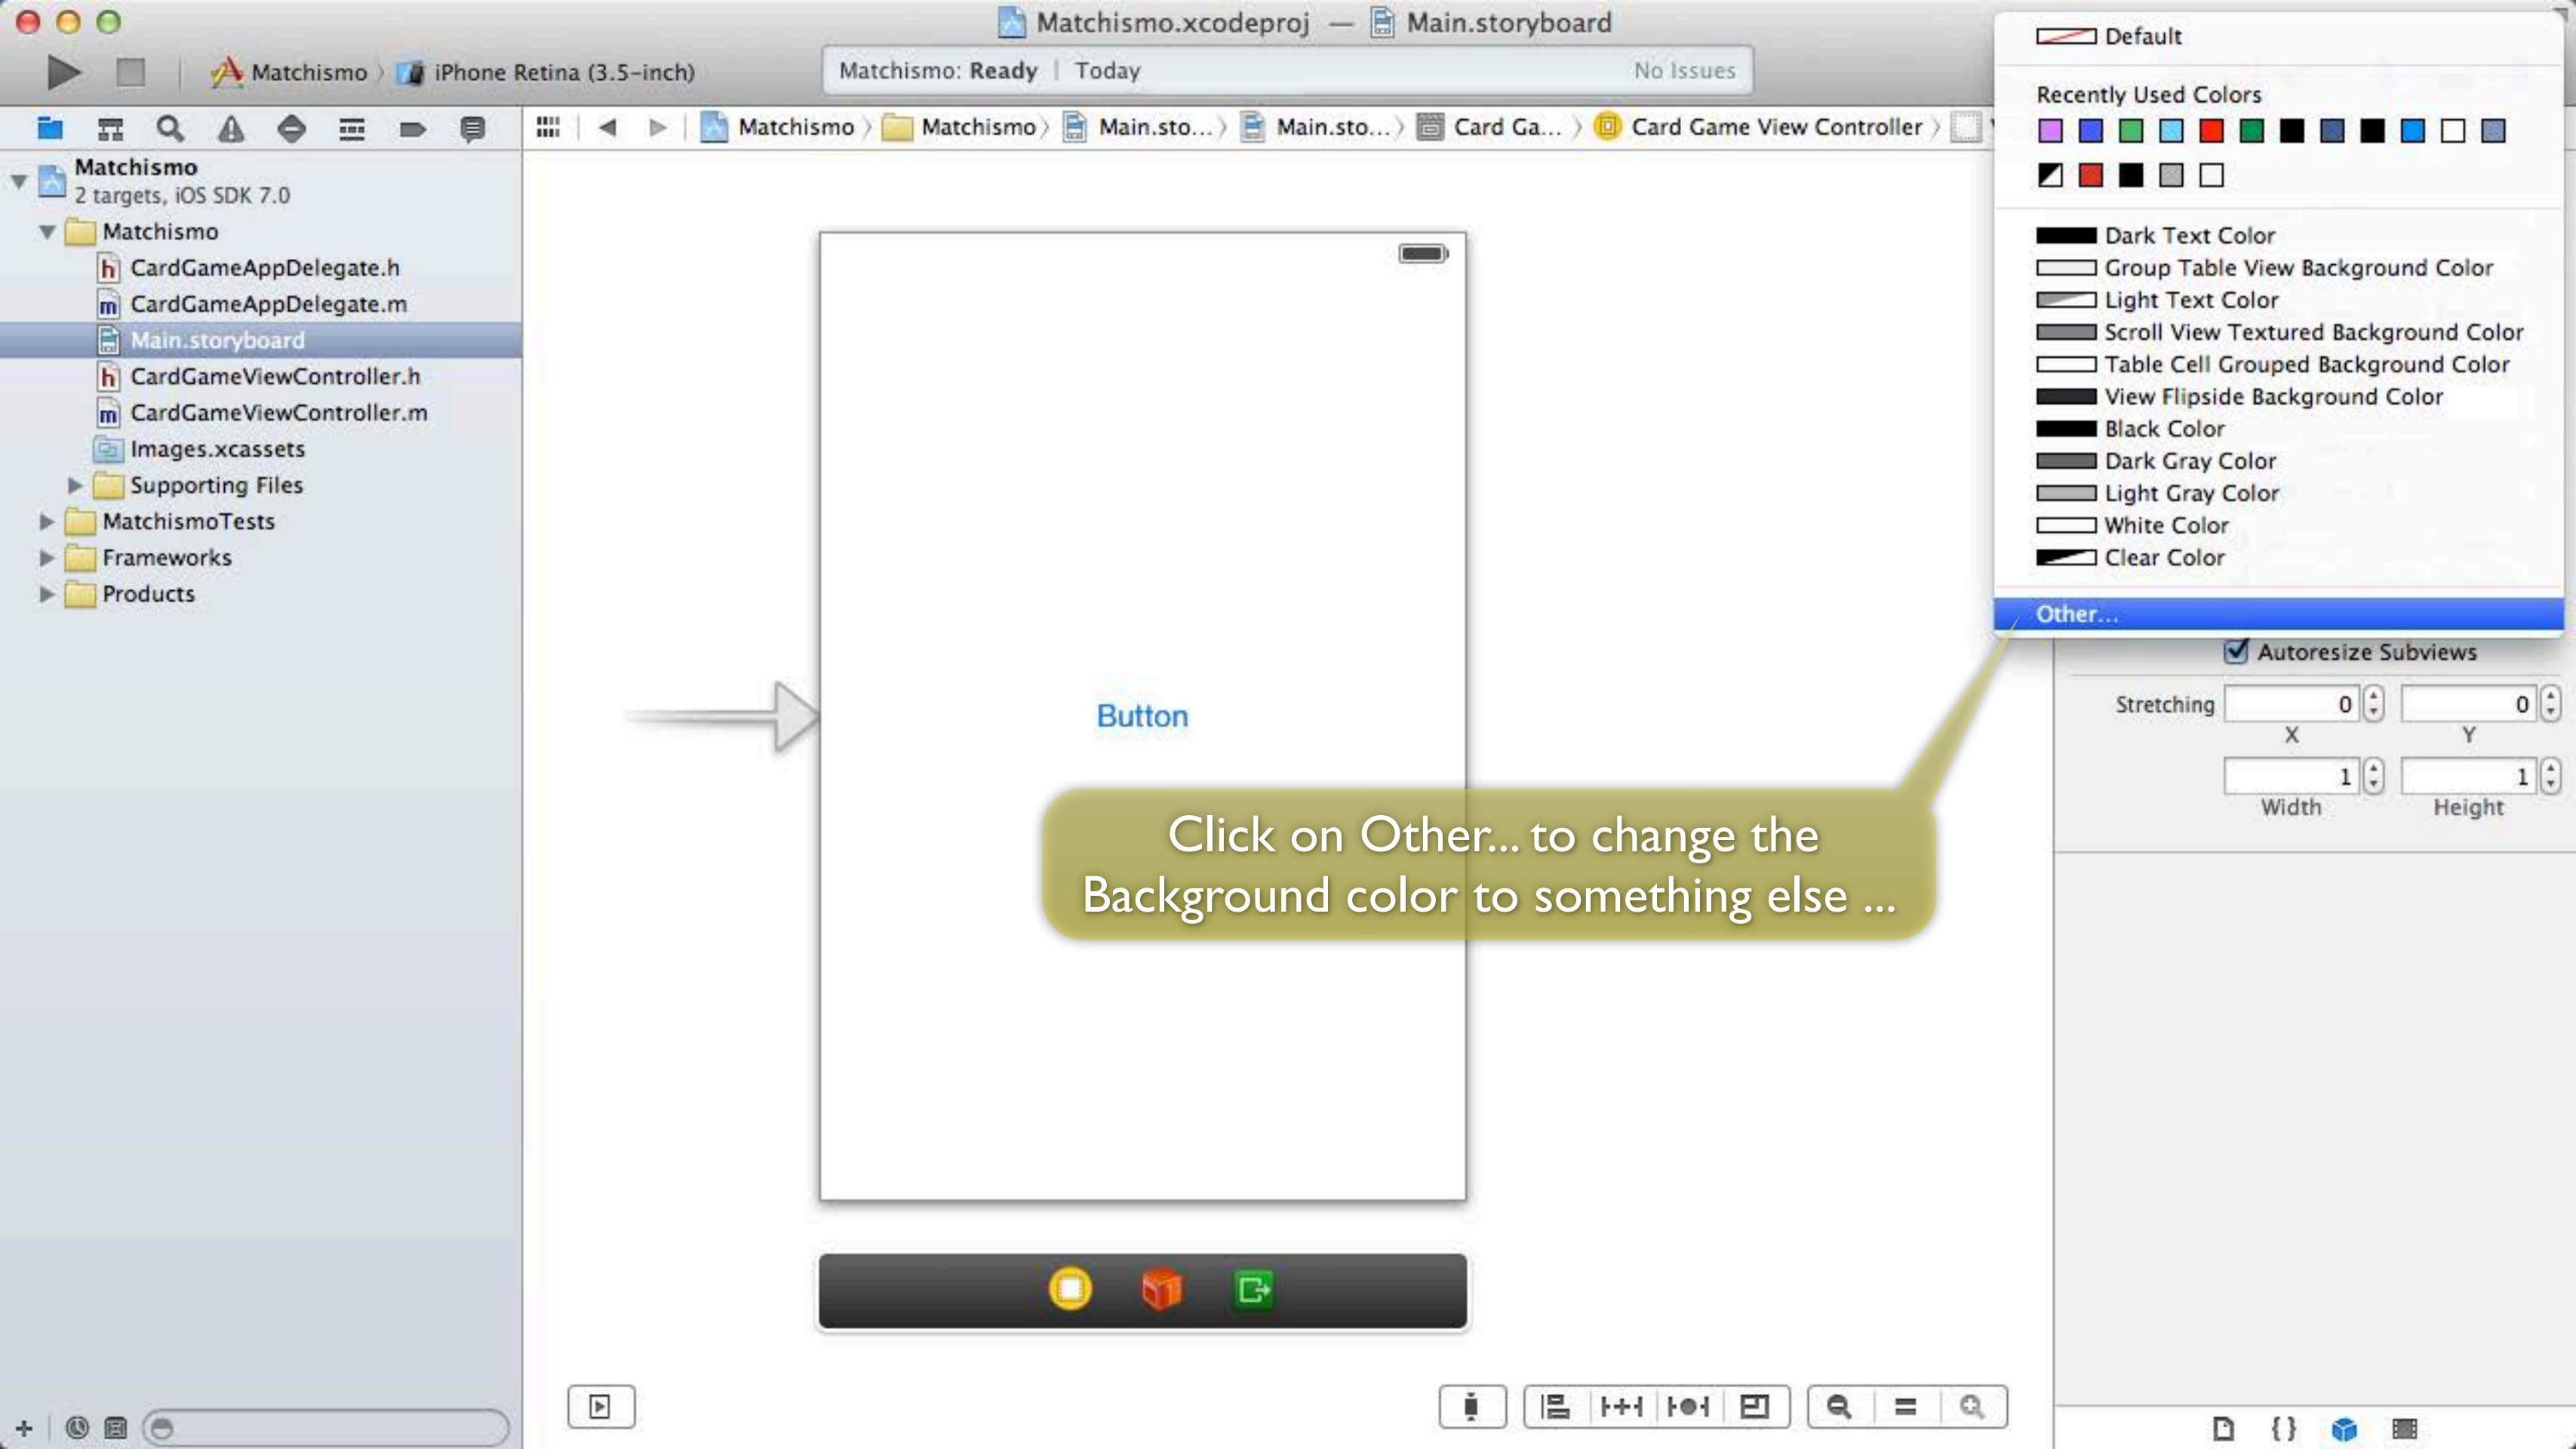 Matchismo.xcodeproj — Main.storyboard
Matchismo
iPhone Retina (3.5-inch)
Matchismo: Ready | Today
No Issues
Matchismo
Matchismo
Main.sto...
Main.sto...
Card Ga...
Card Game View Controller
Matchismo
2 targets, iOS SDK 7.0
Matchismo
h CardGameAppDelegate.h
m CardGameAppDelegate.m
Main.storyboard
h CardGameViewController.h
m CardGameViewController.m
Images.xcassets
Supporting Files
MatchismoTests
Frameworks
Products
Button
Click on Other... to change the
Background color to something else ...
Default
Recently Used Colors
Dark Text Color
Group Table View Background Color
Light Text Color
Scroll View Textured Background Color
Table Cell Grouped Background Color
View Flipside Background Color
Black Color
Dark Gray Color
Light Gray Color
White Color
Clear Color
Other...
Autoresize Subviews
Stretching 0 0
X Y
1 1
Width Height